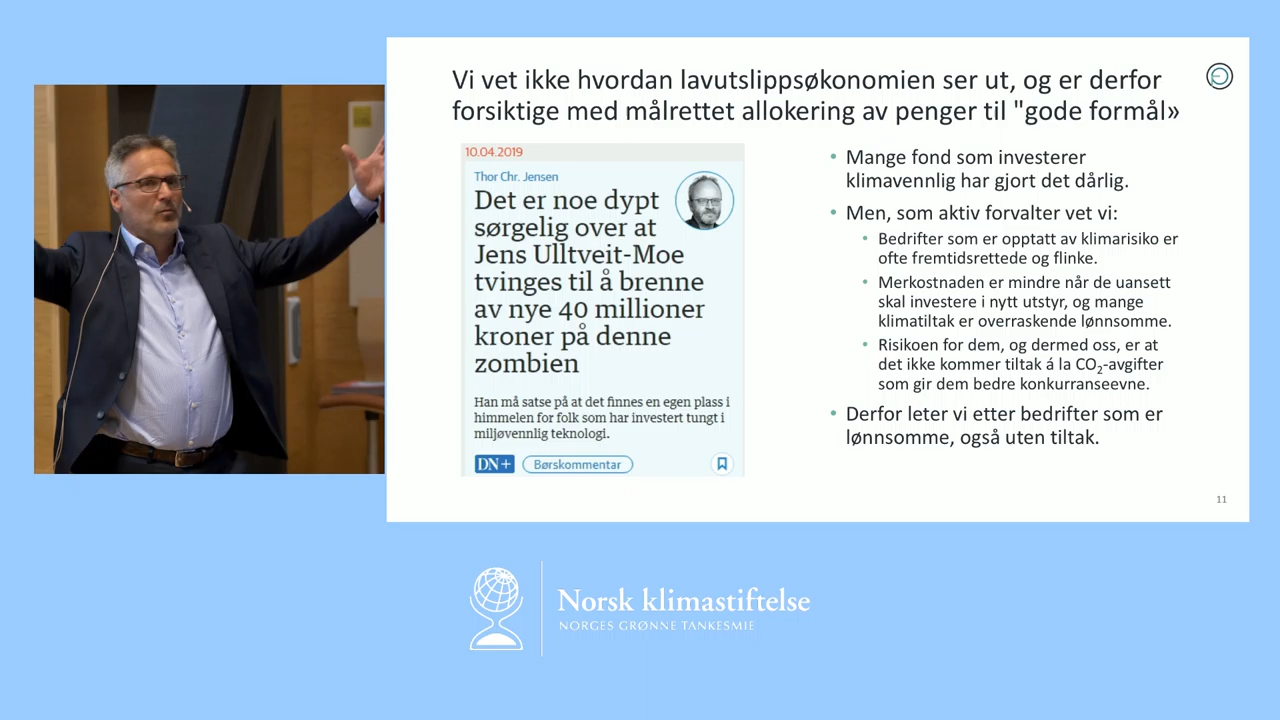 Vi vet ikke hvordan lavutslippsøkonomien ser ut, og er derfor
forsiktige med målrettet allokering av penger til "gode formål»
10.04.2019
Thor Chr. Jensen
Det er noe dypt
sørgelig over at
Jens Ulltveit-Moe
tvinges til å brenne
av nye 40 millioner
kroner på denne
zombien
Han må satse på at det finnes en egen plass i
himmelen for folk som har investert tungt i
miljøvennlig teknologi.
DN+ Børskommentar
• Mange fond som investerer
klimavennlig har gjort det dårlig.
• Men, som aktiv forvalter vet vi:
• Bedrifter som er opptatt av klimarisiko er
ofte fremtidsrettede og flinke.
• Merkostnaden er mindre når de uansett
skal investere i nytt utstyr, og mange
klimatiltak er overraskende lønnsomme.
• Risikoen for dem, og dermed oss, er at
det ikke kommer tiltak á la CO₂-avgifter
som gir dem bedre konkurranseevne.
• Derfor leter vi etter bedrifter som er
lønnsomme, også uten tiltak.
11
Norsk klimastiftelse
NORGES GRØNNE TANKESMIE